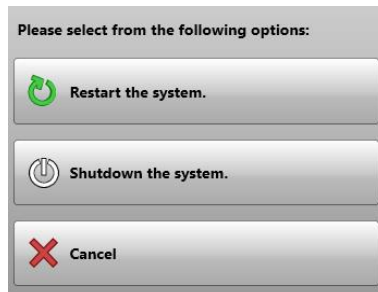 Please select from the following options:
Restart the system.
Shutdown the system.
Cancel